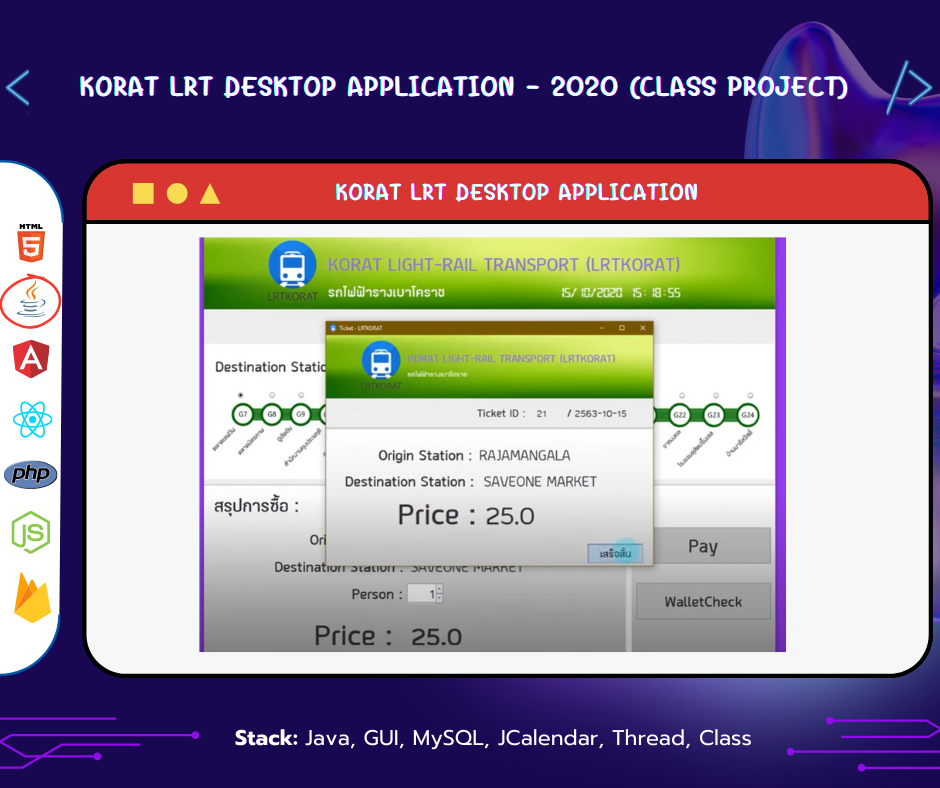 KORAT LRT DESKTOP APPLICATION - 2020 (CLASS PROJECT)
KORAT LRT DESKTOP APPLICATION
HTML
5
php
JS
KORAT LIGHT-RAIL TRANSPORT (LRTKORAT)
LRTKORAT
รถไฟฟ้ารางเบาโคราช
15/ 10/2020 15: 18:55
Ticket - LRTKORAT
KORAT LIGHT-RAIL TRANSPORT (LRTKORAT)
รถไฟฟ้ารางเบาโคราช
LRTKORAT
Destination Static
G7 G8 G9
G22 G23 G24
Ticket ID : 21 / 2563-10-15
Origin Station : RAJAMANGALA
Destination Station : SAVEONE MARKET
Price : 25.0
เสร็จสิ้น
สรุปการซื้อ :
Ori
Destination Station : SAVEONE MARKET
Person : 1
Price : 25.0
Pay
WalletCheck
Stack: Java, GUI, MySQL, JCalendar, Thread, Class